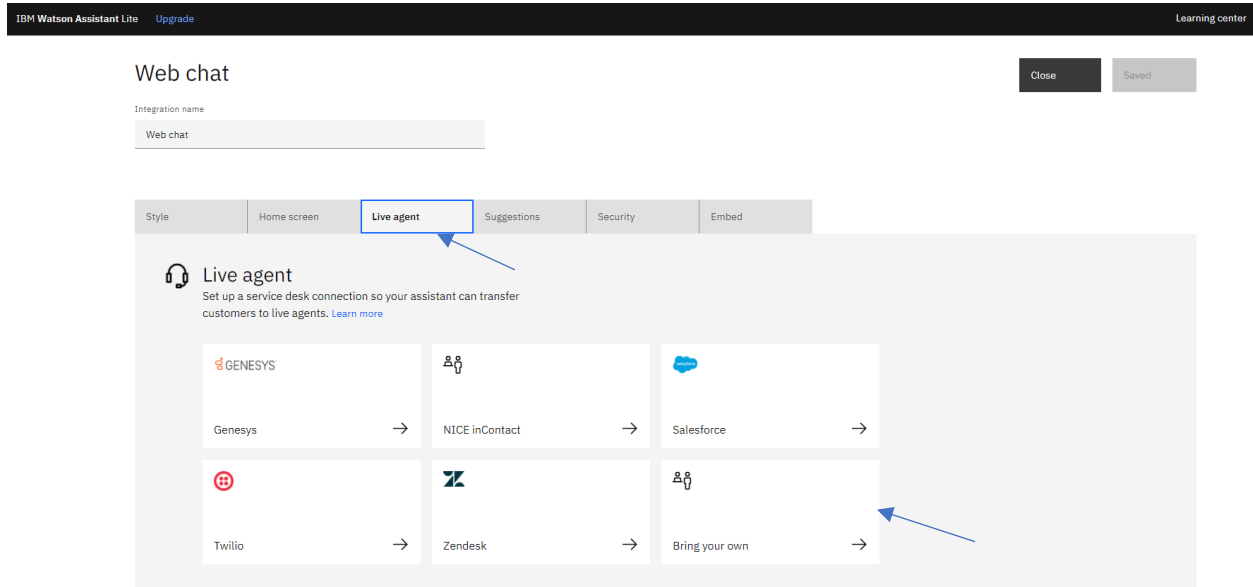 IBM Watson Assistant Lite Upgrade Learning center
Web chat
Close Saved
Integration name
Web chat
Style Home screen Live agent Suggestions Security Embed
Live agent
Set up a service desk connection so your assistant can transfer
customers to live agents. Learn more
GENESYS
salesforce
Genesys NICE inContact Salesforce
Twilio Zendesk Bring your own